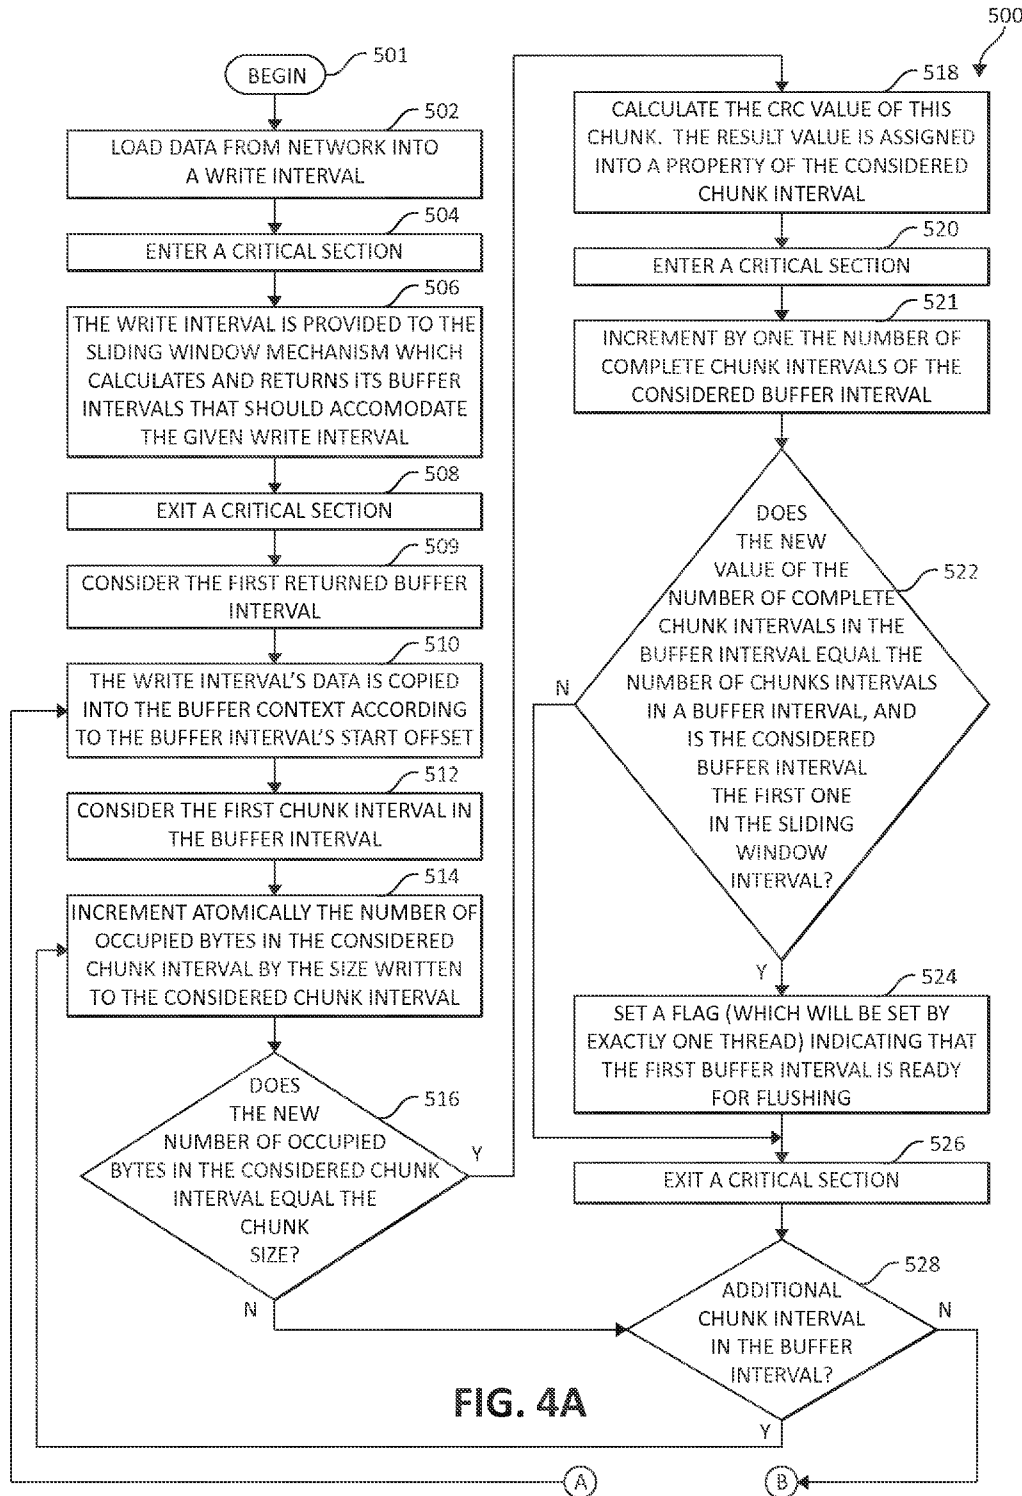 500
BEGIN
501
502
LOAD DATA FROM NETWORK INTO
A WRITE INTERVAL
504
ENTER A CRITICAL SECTION
506
THE WRITE INTERVAL IS PROVIDED TO THE
SLIDING WINDOW MECHANISM WHICH
CALCULATES AND RETURNS ITS BUFFER
INTERVALS THAT SHOULD ACCOMODATE
THE GIVEN WRITE INTERVAL
508
EXIT A CRITICAL SECTION
509
CONSIDER THE FIRST RETURNED BUFFER
INTERVAL
510
THE WRITE INTERVAL'S DATA IS COPIED
INTO THE BUFFER CONTEXT ACCORDING
TO THE BUFFER INTERVAL'S START OFFSET
512
CONSIDER THE FIRST CHUNK INTERVAL IN
THE BUFFER INTERVAL
514
INCREMENT ATOMICALLY THE NUMBER OF
OCCUPIED BYTES IN THE CONSIDERED
CHUNK INTERVAL BY THE SIZE WRITTEN
TO THE CONSIDERED CHUNK INTERVAL
516
DOES
THE NEW
NUMBER OF OCCUPIED
BYTES IN THE CONSIDERED CHUNK
INTERVAL EQUAL THE
CHUNK
SIZE?
Y
N
518
CALCULATE THE CRC VALUE OF THIS
CHUNK. THE RESULT VALUE IS ASSIGNED
INTO A PROPERTY OF THE CONSIDERED
CHUNK INTERVAL
520
ENTER A CRITICAL SECTION
521
INCREMENT BY ONE THE NUMBER OF
COMPLETE CHUNK INTERVALS OF THE
CONSIDERED BUFFER INTERVAL
522
DOES
THE NEW
VALUE OF THE
NUMBER OF COMPLETE
CHUNK INTERVALS IN THE
BUFFER INTERVAL EQUAL THE
NUMBER OF CHUNKS INTERVALS
IN A BUFFER INTERVAL, AND
IS THE CONSIDERED
BUFFER INTERVAL
THE FIRST ONE
IN THE SLIDING
WINDOW
INTERVAL?
N
Y
524
SET A FLAG (WHICH WILL BE SET BY
EXACTLY ONE THREAD) INDICATING THAT
THE FIRST BUFFER INTERVAL IS READY
FOR FLUSHING
526
EXIT A CRITICAL SECTION
528
ADDITIONAL
CHUNK INTERVAL
IN THE BUFFER
INTERVAL?
N
Y
FIG. 4A
A
B